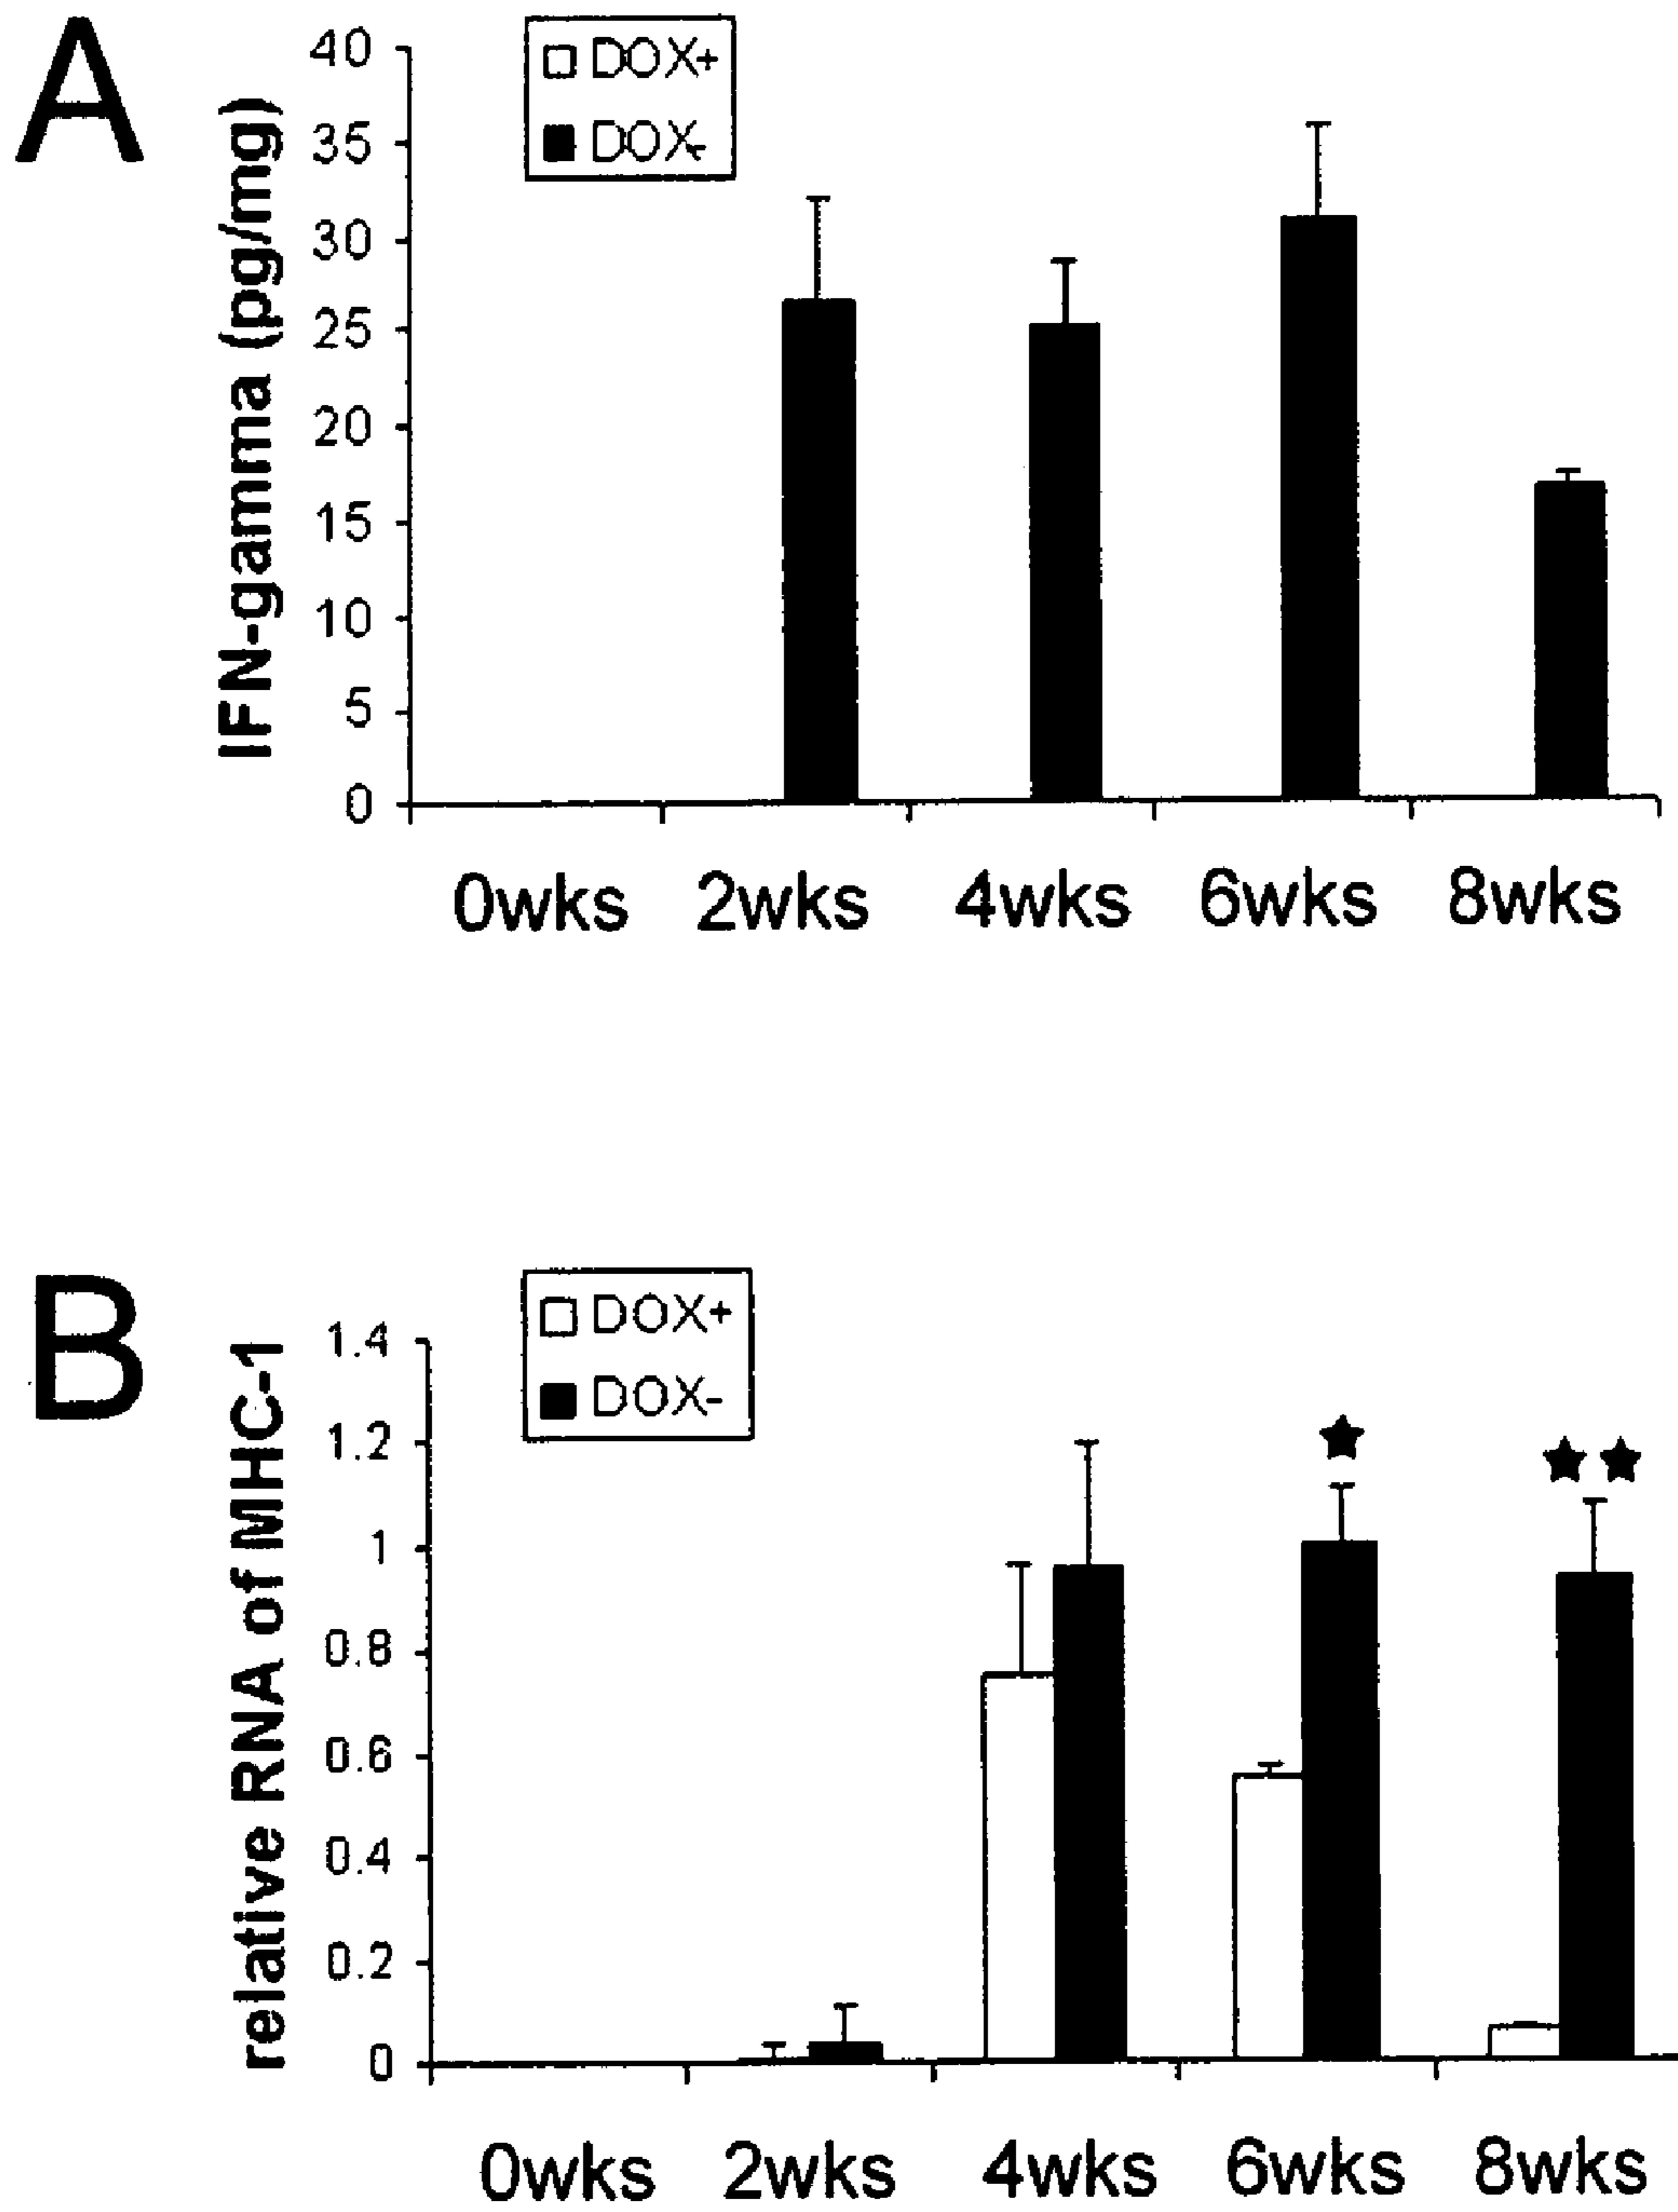 A
IFN-gamma (pg/mg)
40
35
30
25
20
15
10
5
0
DOX+
DOX-
0wks 2wks 4wks 6wks 8wks
B
relative RNA of MHC-1
1.4
1.2
1
0.8
0.6
0.4
0.2
0
DOX+
DOX-
0wks 2wks 4wks 6wks 8wks